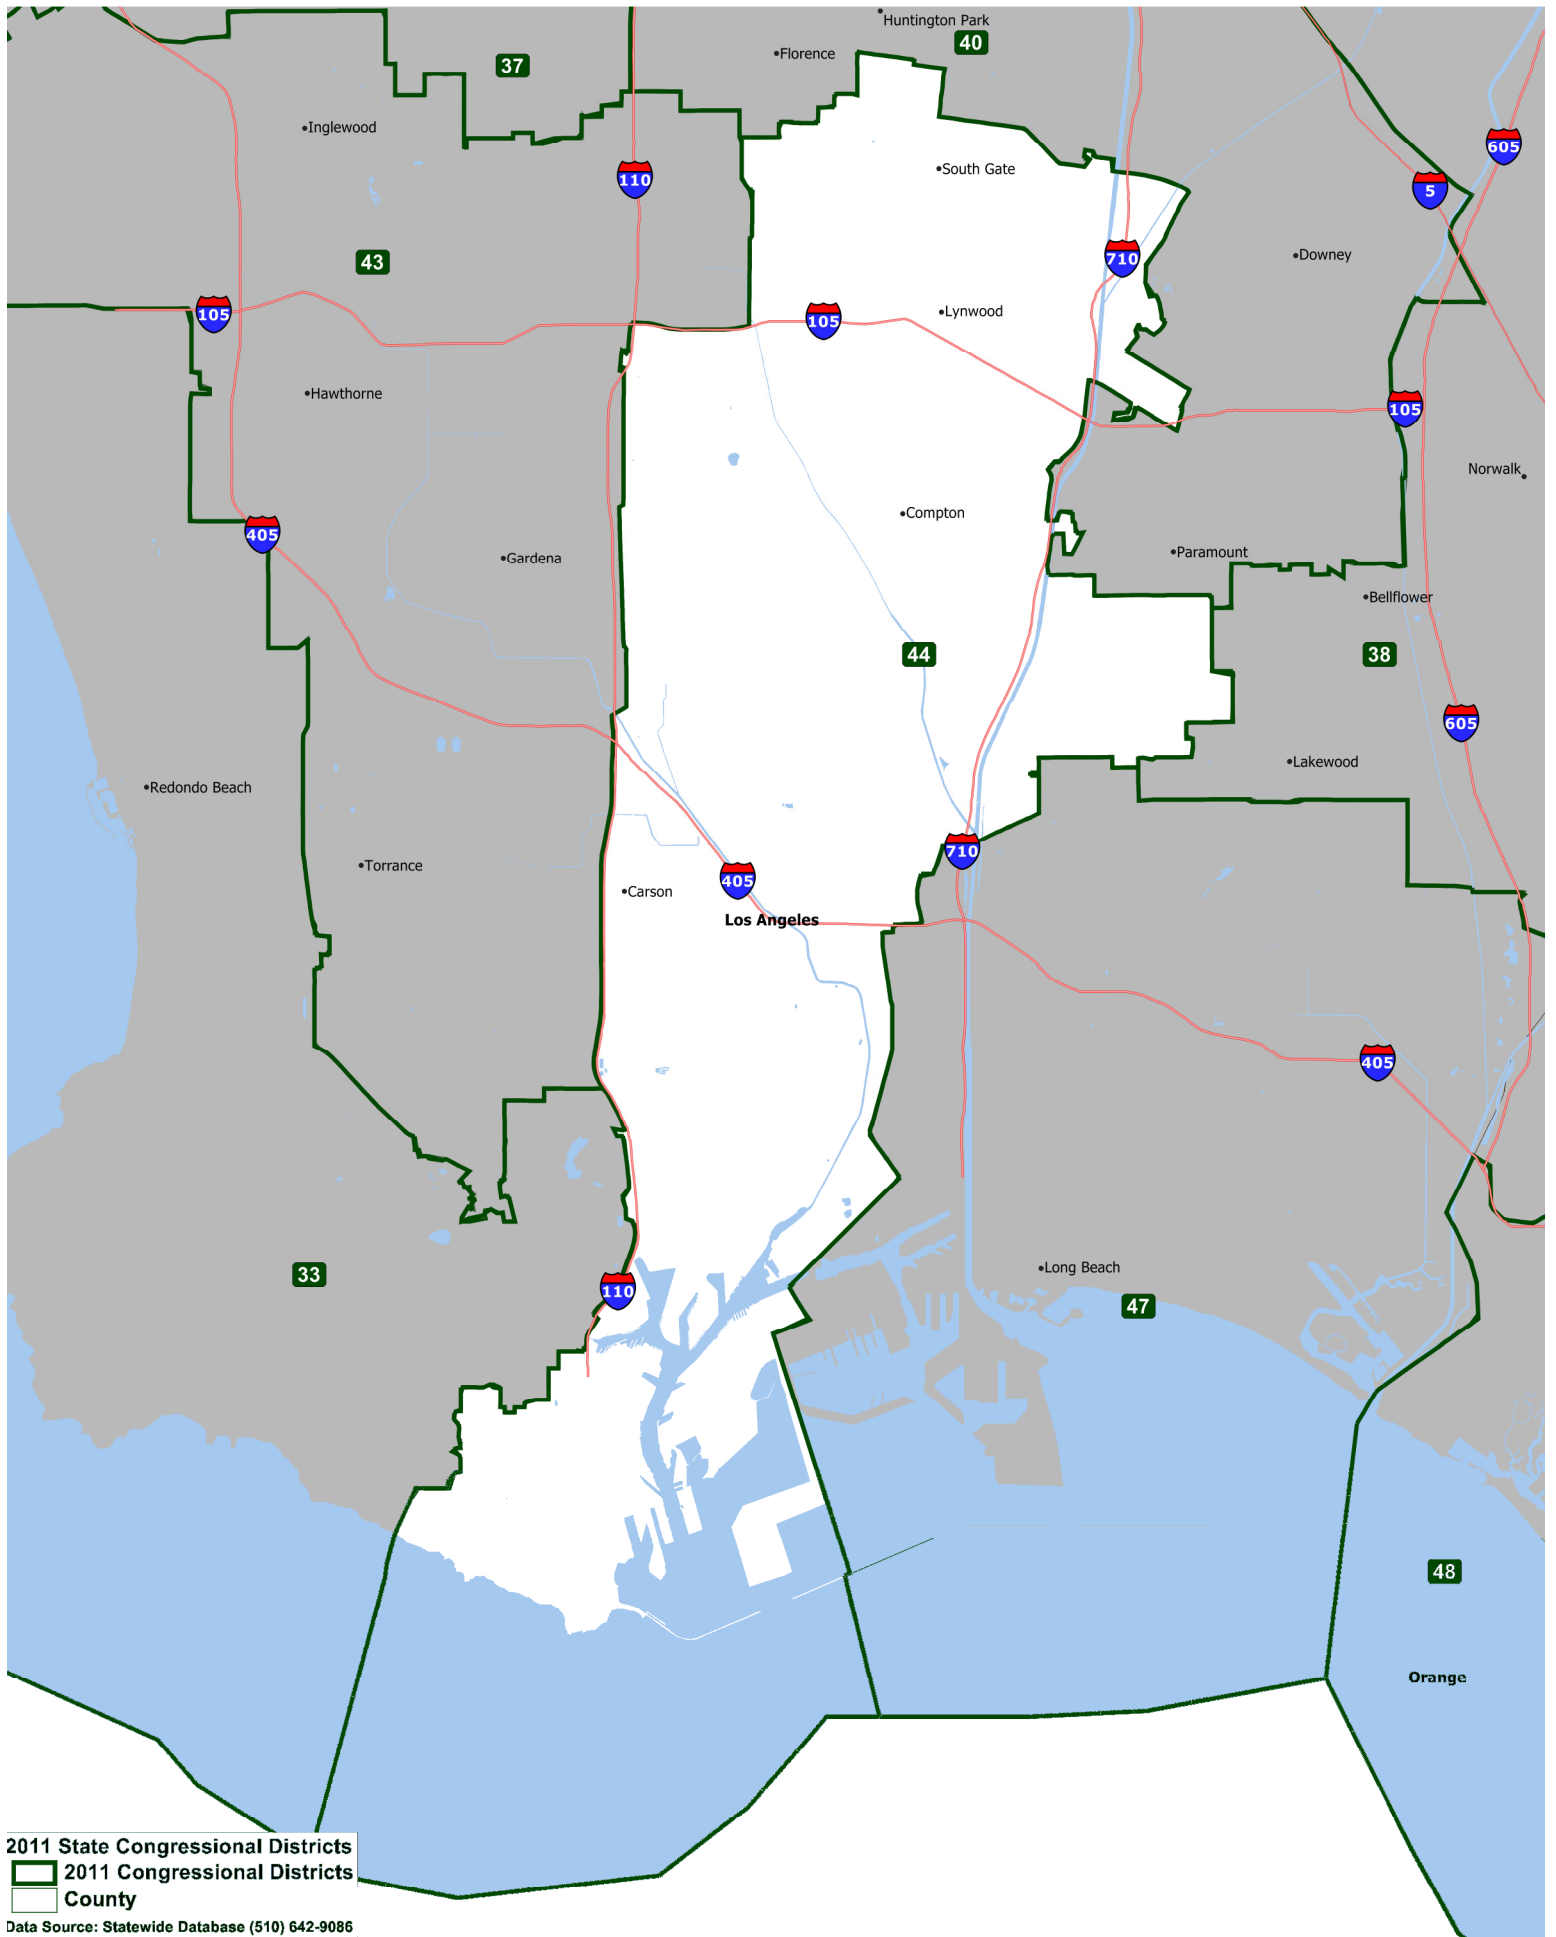 Huntington Park
40
Florence
37
Inglewood
605
South Gate
110
5
43
Downey
710
105
Lynwood
105
Hawthorne
105
Norwalk
Compton
405
Paramount
Gardena
Bellflower
44
38
605
Lakewood
Redondo Beach
710
Torrance
405
Carson
Los Angeles
405
33
Long Beach
110
47
48
Orange
2011 State Congressional Districts
2011 Congressional Districts
County
Data Source: Statewide Database (510) 642-9086